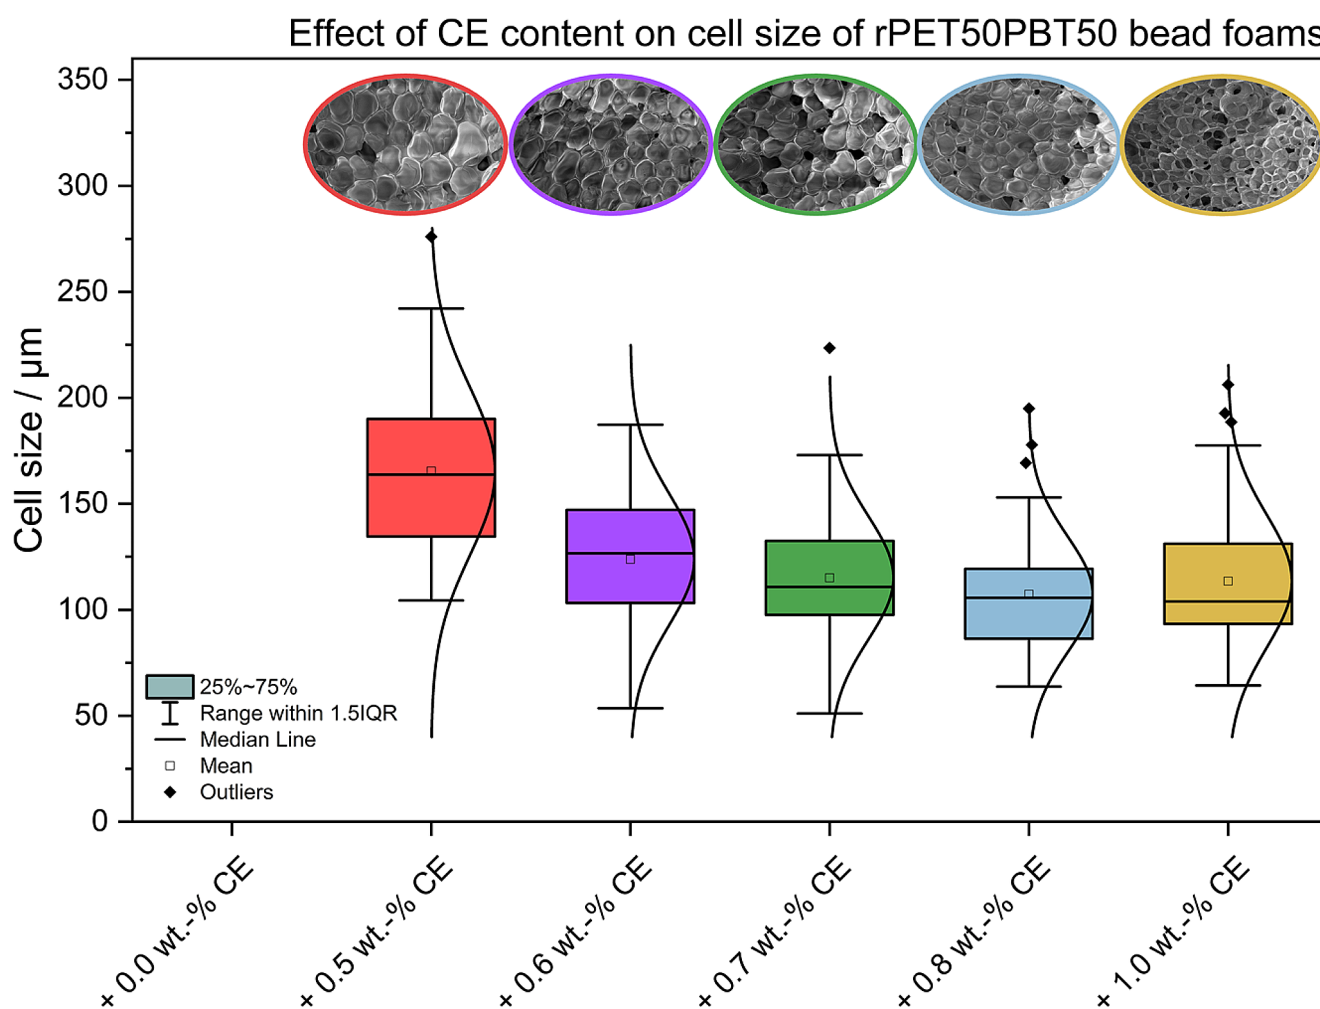 Effect of CE content on cell size of rPET50PBT50 bead foams
350
300
250
200
150
100
50
0
Cell size / µm
25%~75%
Range within 1.5IQR
Median Line
Mean
Outliers
+ 0.0 wt.-% CE
+ 0.5 wt.-% CE
+ 0.6 wt.-% CE
+ 0.7 wt.-% CE
+ 0.8 wt.-% CE
+ 1.0 wt.-% CE